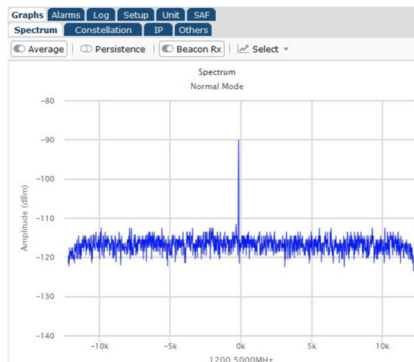 Graphs Alarms Log Setup Unit SAF
Spectrum Constellation IP Others
Average Persistence Beacon Rx Select
Spectrum
Normal Mode
-80
-90
-100
-110
-120
-130
-140
Amplitude (dBm)
-10k -5k 0k 5k 10k
1200.5000MHz